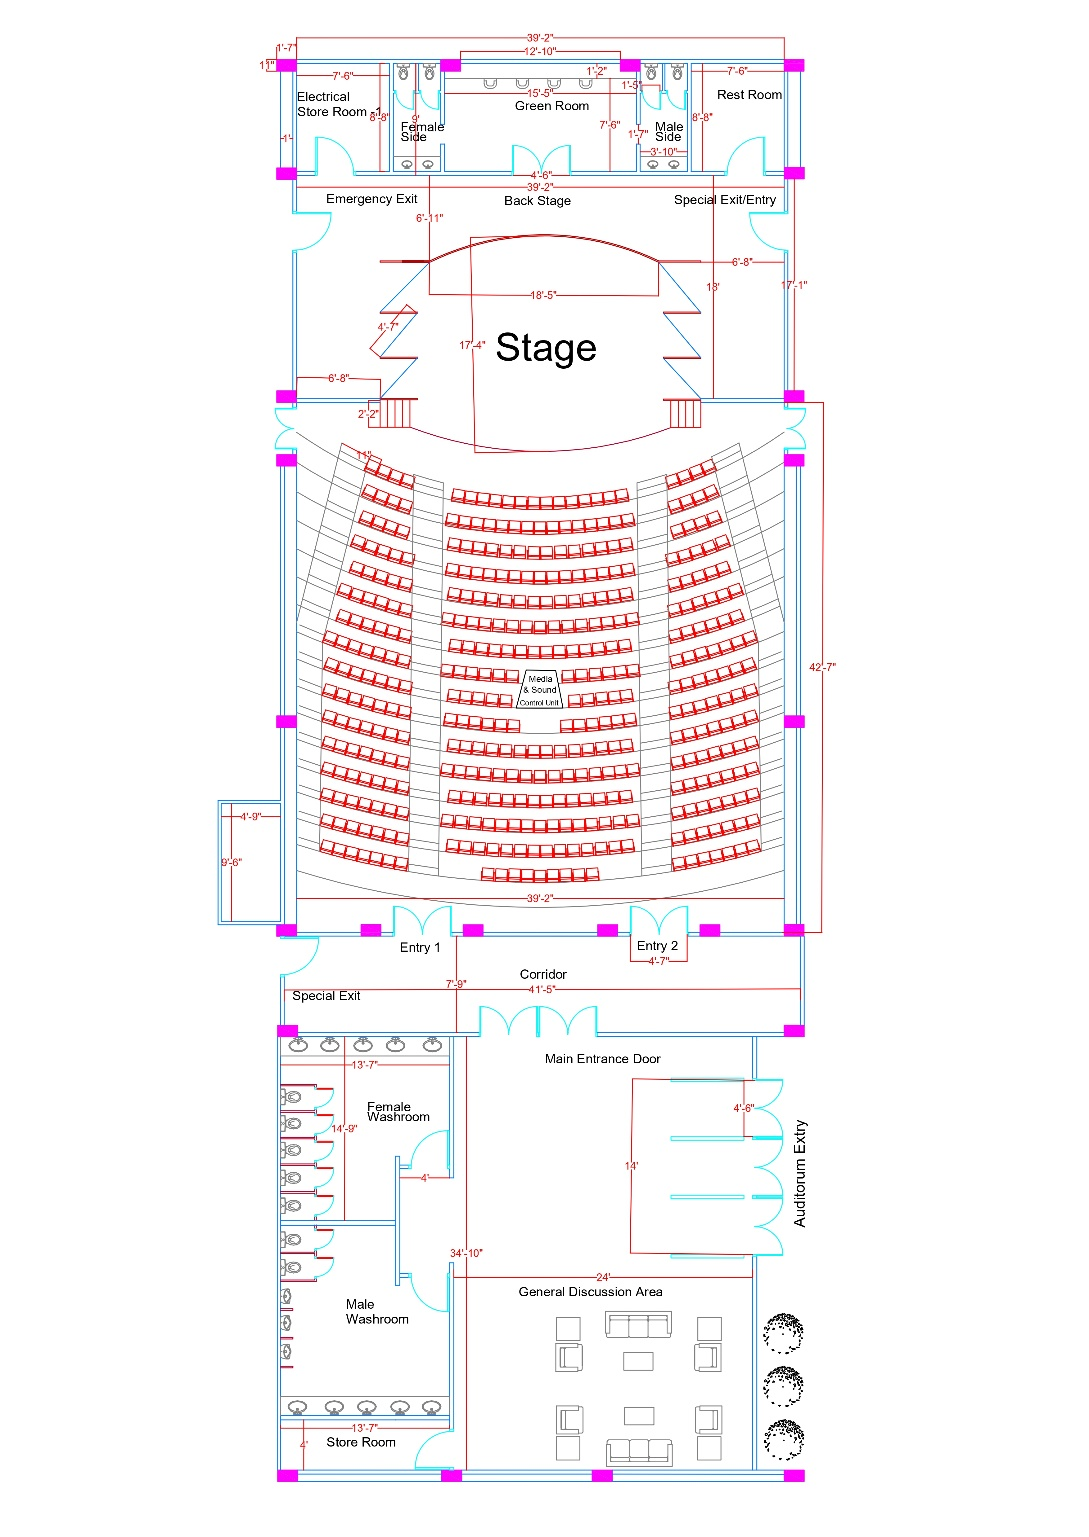 39'-2"
1'-7"
12'-10"
11"
7'-6"
1'-2"
7'-6"
1'-5"
Electrical
Store Room -1
15'-5"
Green Room
Rest Room
8'-8"
9'
Female
Side
7'-6"
1'-7"
Male
Side
8'-8"
1'
3'-10"
4'-6"
39'-2"
Emergency Exit
Back Stage
Special Exit/Entry
6'-11"
6'-8"
18'-5"
17'-1"
4'-7"
17'-4"
Stage
6'-8"
2'-2"
11"
42'-7"
Media
& Sound
Control Unit
4'-9"
9'-6"
39'-2"
Entry 1
Entry 2
4'-7"
Corridor
7'-9"
41'-5"
Special Exit
Main Entrance Door
13'-7"
Female
Washroom
4'-6"
14'-9"
Auditorum Extry
14'
4'
34'-10"
24'
General Discussion Area
Male
Washroom
13'-7"
4'
Store Room